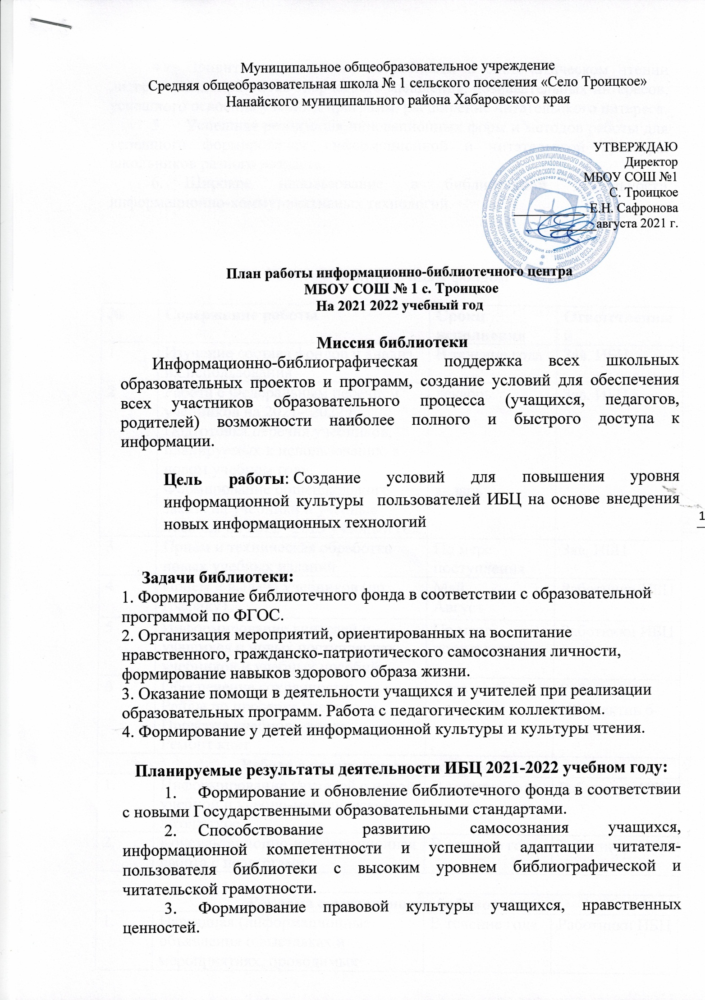 Муниципальное общеобразовательное учреждение
Средняя общеобразовательная школа № 1 сельского поселения «Село Троицкое»
Нанайского муниципального района Хабаровского края
УТВЕРЖДАЮ
Директор
МБОУ СОШ №1
С. Троицкое
Е.Н. Сафронова
августа 2021 г.
План работы информационно-библиотечного центра
МБОУ СОШ № 1 с. Троицкое
На 2021 2022 учебный год
Миссия библиотеки
Информационно-библиографическая поддержка всех школьных
образовательных проектов и программ, создание условий для обеспечения
всех участников образовательного процесса (учащихся, педагогов,
родителей) возможности наиболее полного и быстрого доступа к
информации.
Цель работы: Создание условий для повышения уровня
информационной культуры пользователей ИБЦ на основе внедрения
новых информационных технологий
1
Задачи библиотеки:
1. Формирование библиотечного фонда в соответствии с образовательной
программой по ФГОС.
2. Организация мероприятий, ориентированных на воспитание
нравственного, гражданско-патриотического самосознания личности,
формирование навыков здорового образа жизни.
3. Оказание помощи в деятельности учащихся и учителей при реализации
образовательных программ. Работа с педагогическим коллективом.
4. Формирование у детей информационной культуры и культуры чтения.
Планируемые результаты деятельности ИБЦ 2021-2022 учебном году:
1. Формирование и обновление библиотечного фонда в соответствии
с новыми Государственными образовательными стандартами.
2. Способствование развитию самосознания учащихся,
информационной компетентности и успешной адаптации читателя-
пользователя библиотеки с высоким уровнем библиографической и
читательской грамотности.
3. Формирование правовой культуры учащихся, нравственных
ценностей.